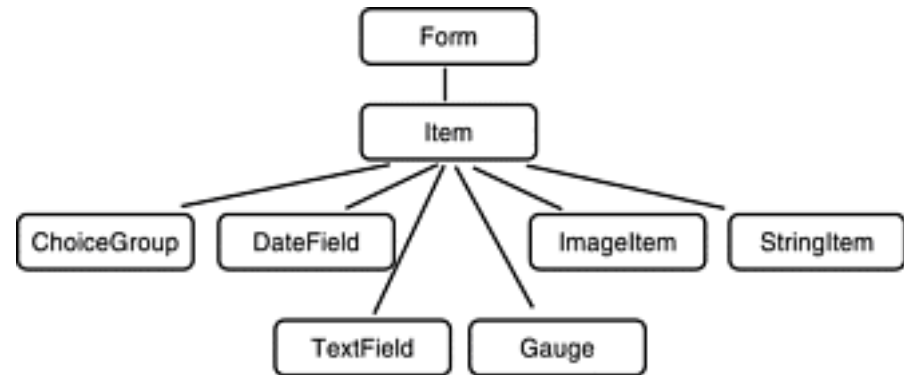 Form
Item
ChoiceGroup
DateField
ImageItem
StringItem
TextField
Gauge